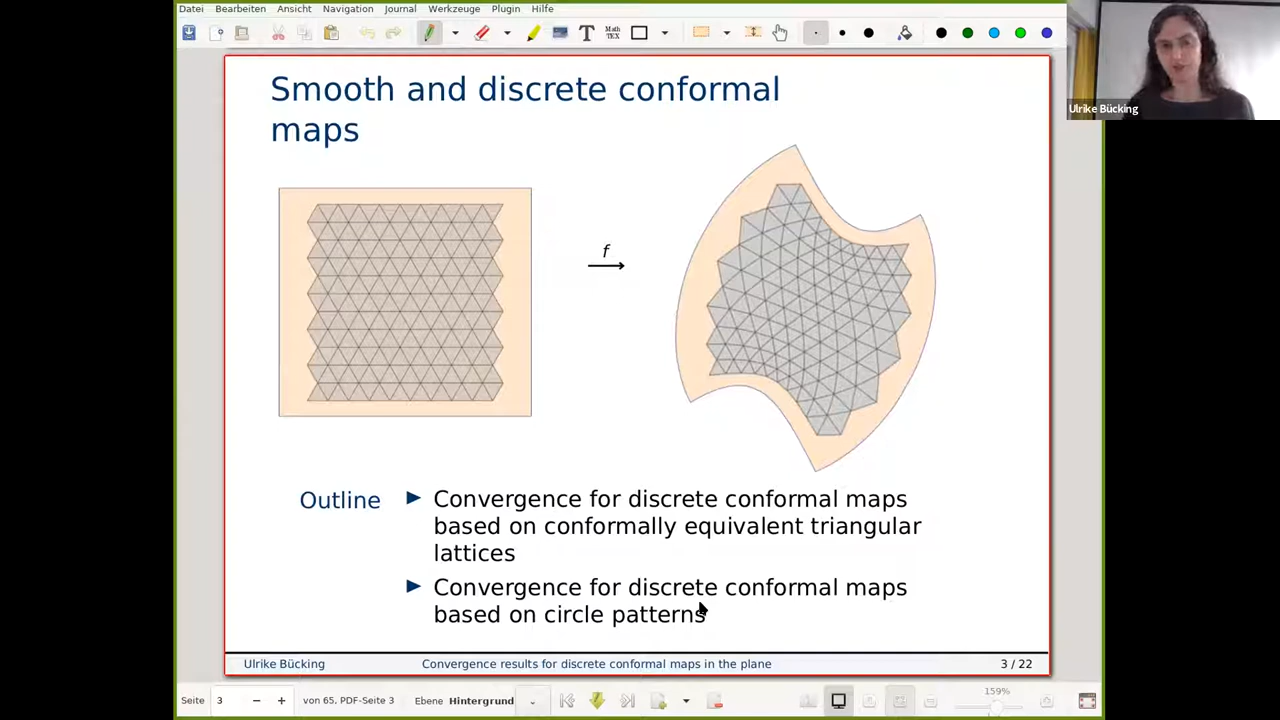 Datei Bearbeiten Ansicht Navigation Journal Werkzeuge Plugin Hilfe
T Math TEX
Ulrike Bücking
Smooth and discrete conformal
maps
f
Outline
► Convergence for discrete conformal maps
based on conformally equivalent triangular
lattices
► Convergence for discrete conformal maps
based on circle patterns
Ulrike Bücking Convergence results for discrete conformal maps in the plane 3 / 22
Seite 3 von 65, PDF-Seite 3 Ebene Hintergrund 159%